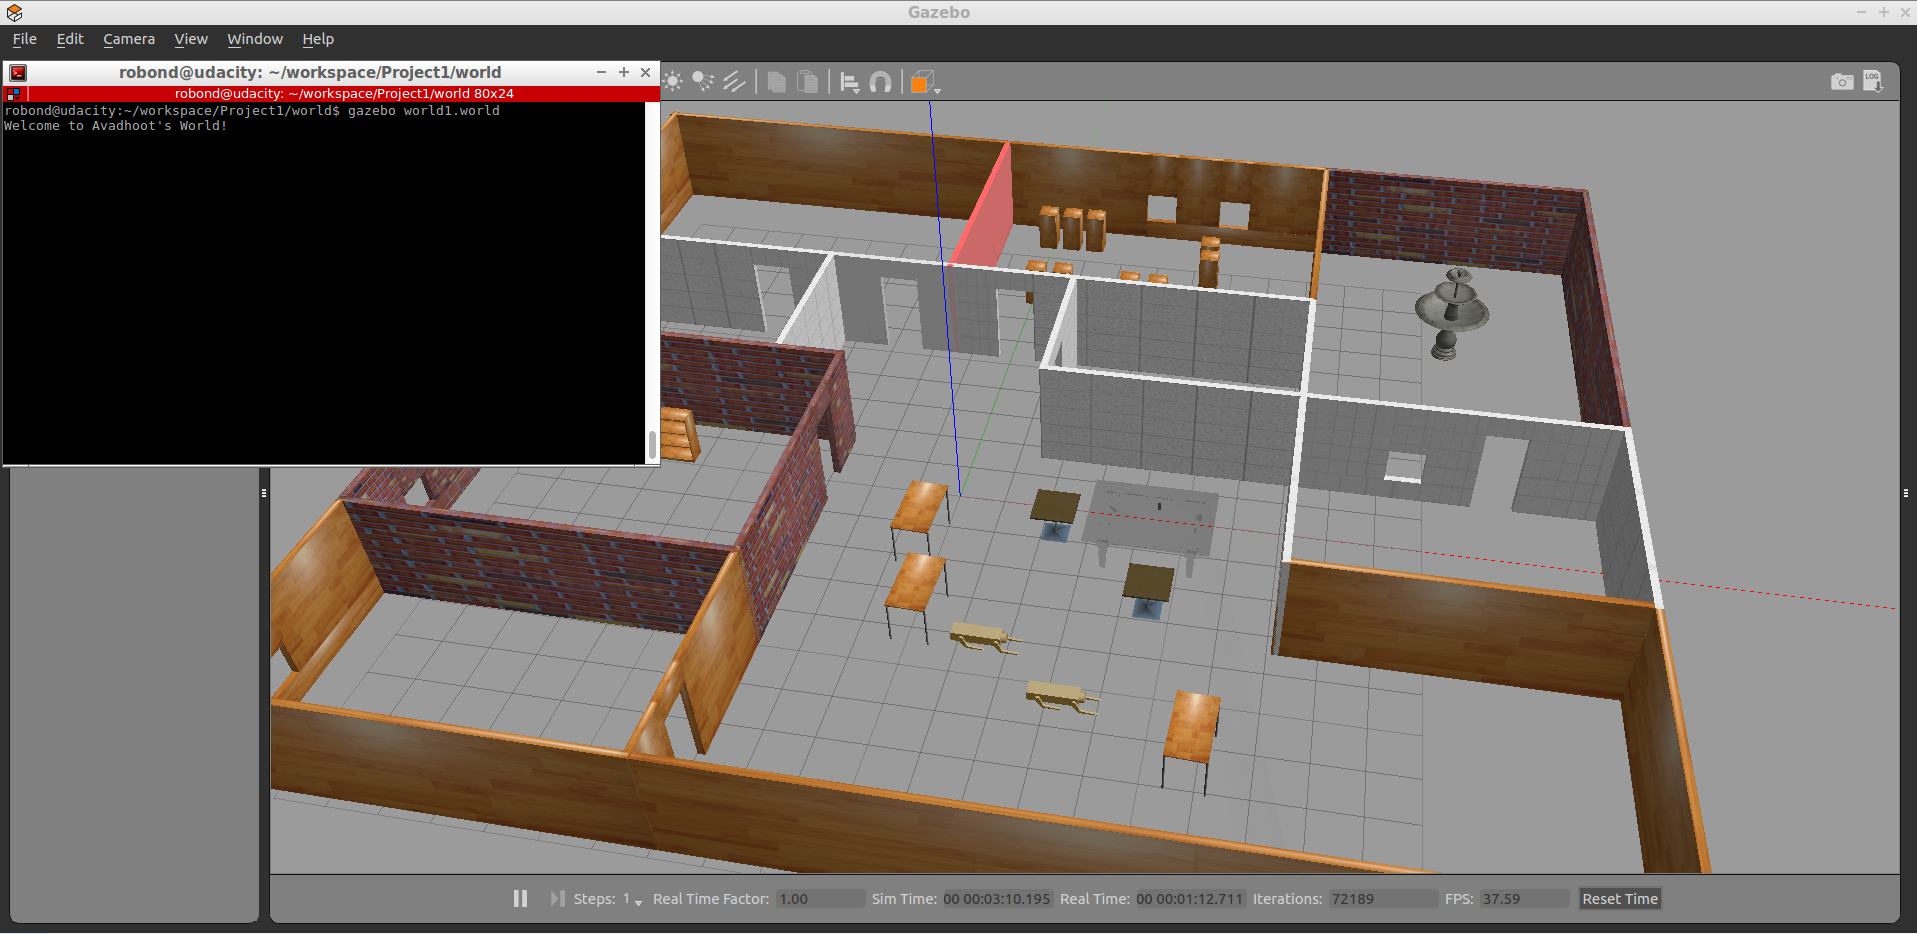 Gazebo
File Edit Camera View Window Help
robond@udacity: ~/workspace/Project1/world
robond@udacity: ~/workspace/Project1/world 80x24
robond@udacity:~/workspace/Project1/world$ gazebo world1.world
Welcome to Avadhoot's World!
LOG
Steps: 1 Real Time Factor: 1.00 Sim Time: 00 00:03:10.195 Real Time: 00 00:01:12.711 Iterations: 72189 FPS: 37.59 Reset Time